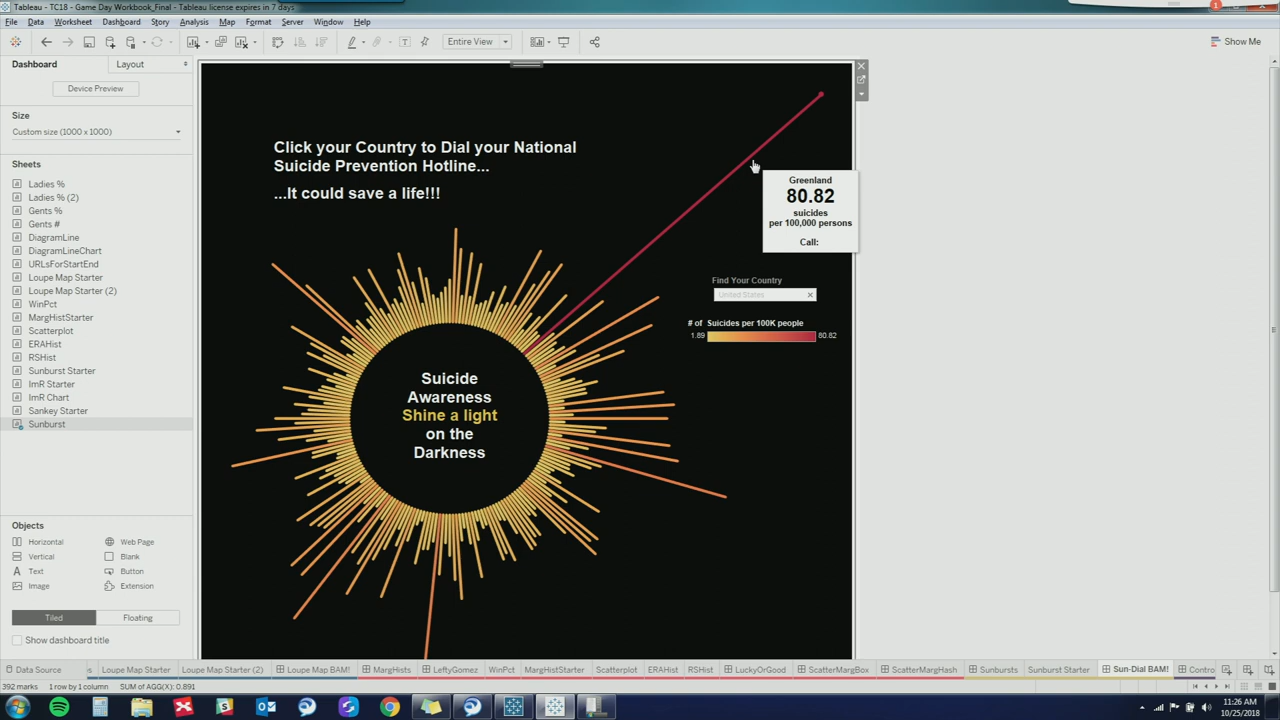 Tableau - TC18 - Game Day Workbook_Final - Tableau license expires in 7 days
1
File Data Worksheet Dashboard Story Analysis Map Format Server Window Help
Entire View
Show Me
Dashboard Layout
Device Preview
Size
Custom size (1000 x 1000)
Sheets
Ladies %
Ladies % (2)
Gents %
Gents #
DiagramLine
DiagramLineChart
URLsForStartEnd
Loupe Map Starter
Loupe Map Starter (2)
WinPct
MargHistStarter
Scatterplot
ERAHist
RSHist
Sunburst Starter
ImR Starter
ImR Chart
Sankey Starter
Sunburst
Objects
Horizontal Web Page
Vertical Blank
Text Button
Image Extension
Tiled Floating
Show dashboard title
Click your Country to Dial your National
Suicide Prevention Hotline...
...It could save a life!!!
Greenland
80.82
suicides
per 100,000 persons
Call:
Find Your Country
United States
# of Suicides per 100K people
1.89 80.82
Suicide
Awareness
Shine a light
on the
Darkness
Data Source Loupe Map Starter Loupe Map Starter (2) Loupe Map BAM! MargHists LeftyGomez WinPct MargHistStarter Scatterplot ERAHist RSHist LuckyOrGood ScatterMargBox ScatterMargHash Sunbursts Sunburst Starter Sun-Dial BAM! Contro
392 marks 1 row by 1 column SUM of AGG(X): 0.891
11:26 AM
10/25/2018